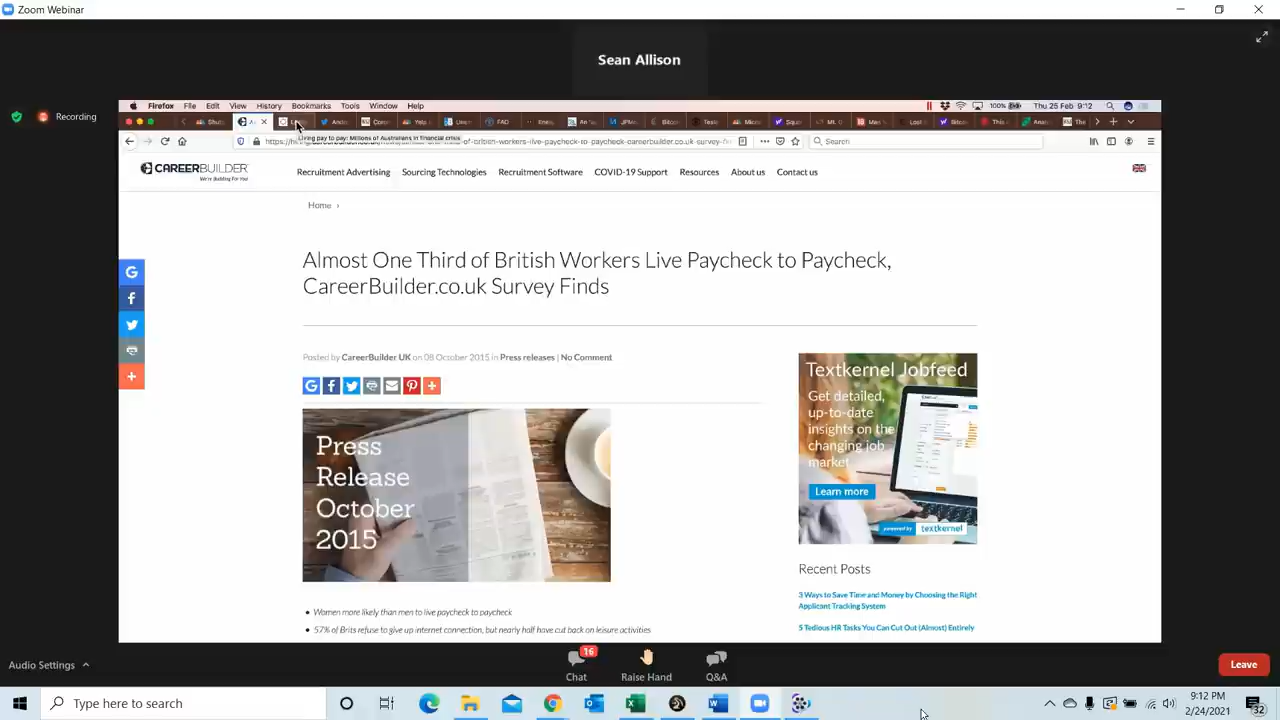 Zoom Webinar
Sean Allison
Recording
Firefox File Edit View History Bookmarks Tools Window Help
100% Thu 25 Feb 9:12
Living pay to pay: Millions of Australians in financial crisis
Search
CAREERBUILDER
We're Building For You
Recruitment Advertising Sourcing Technologies Recruitment Software COVID-19 Support Resources About us Contact us
Home ›
Almost One Third of British Workers Live Paycheck to Paycheck,
CareerBuilder.co.uk Survey Finds
Posted by CareerBuilder UK on 08 October 2015 in Press releases | No Comment
Press
Release
October
2015
Textkernel Jobfeed
Get detailed,
up-to-date
insights on the
changing job
market
Learn more
powered by textkernel
Recent Posts
3 Ways to Save Time and Money by Choosing the Right
Applicant Tracking System
5 Tedious HR Tasks You Can Cut Out (Almost) Entirely
• Women more likely than men to live paycheck to paycheck
• 57% of Brits refuse to give up internet connection, but nearly half have cut back on leisure activities
Audio Settings
16
Chat
Raise Hand
Q&A
Leave
Type here to search
9:12 PM
2/24/2021
32